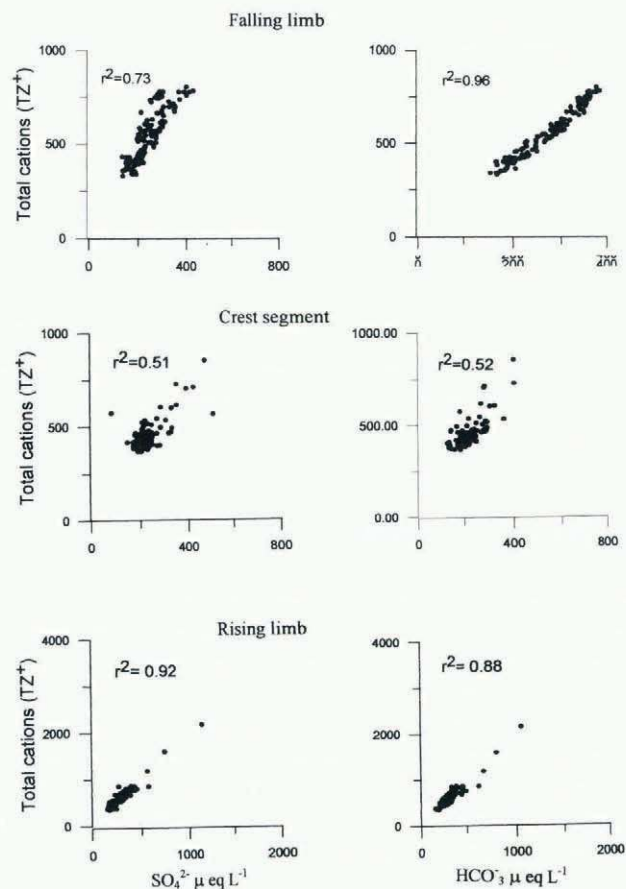 Falling limb
1000
r²=0.73
Total cations (TZ⁺)
500
0
0 400 800
1000
r²=0.96
500
0
Crest segment
1000
r²=0.51
Total cations (TZ⁺)
500
0
0 400 800
1000.00
r²=0.52
500.00
0.00
0 400 800
Rising limb
4000
r²= 0.92
Total cations (TZ⁺)
2000
0
0 500 1000 2000
SO₄²⁻ µ eq L⁻¹
4000
r²= 0.88
2000
0
0 1000 2000
HCO⁻₃ µ eq L⁻¹